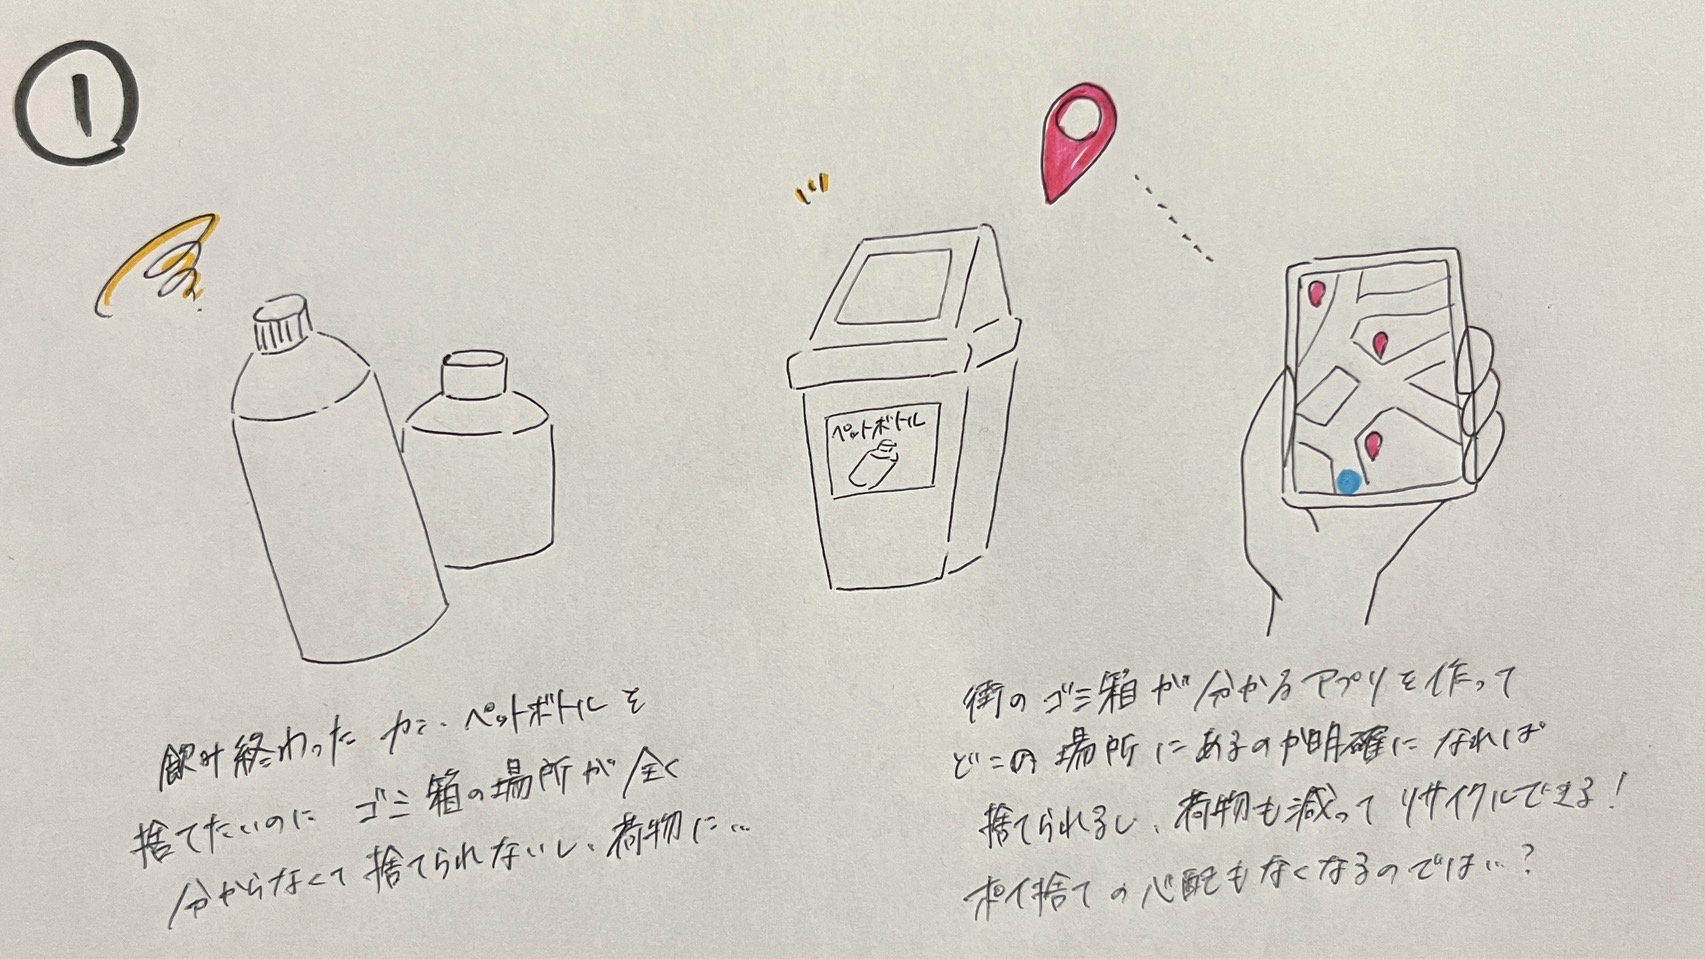 ①
ペットボトル
飲み終わったカン・ペットボトルを
捨てたいのに ゴミ箱の場所が全く
分からなくて捨てられないし、荷物に…
街のゴミ箱が分かるアプリを作って
どこの場所にあるのか明確になれば
捨てられるし、荷物も減ってリサイクルできる!
ポイ捨ての心配もなくなるのでは…?